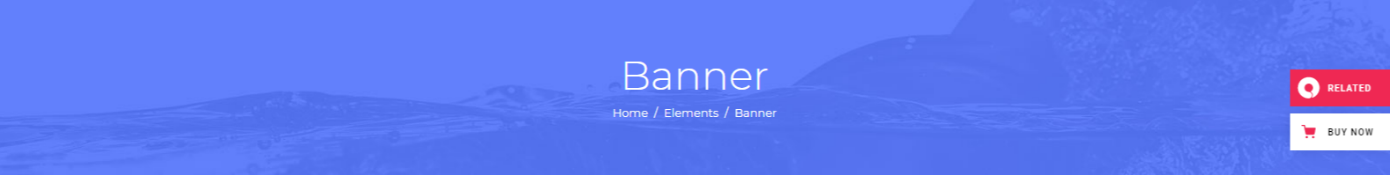 Banner
Home / Elements / Banner
RELATED
BUY NOW